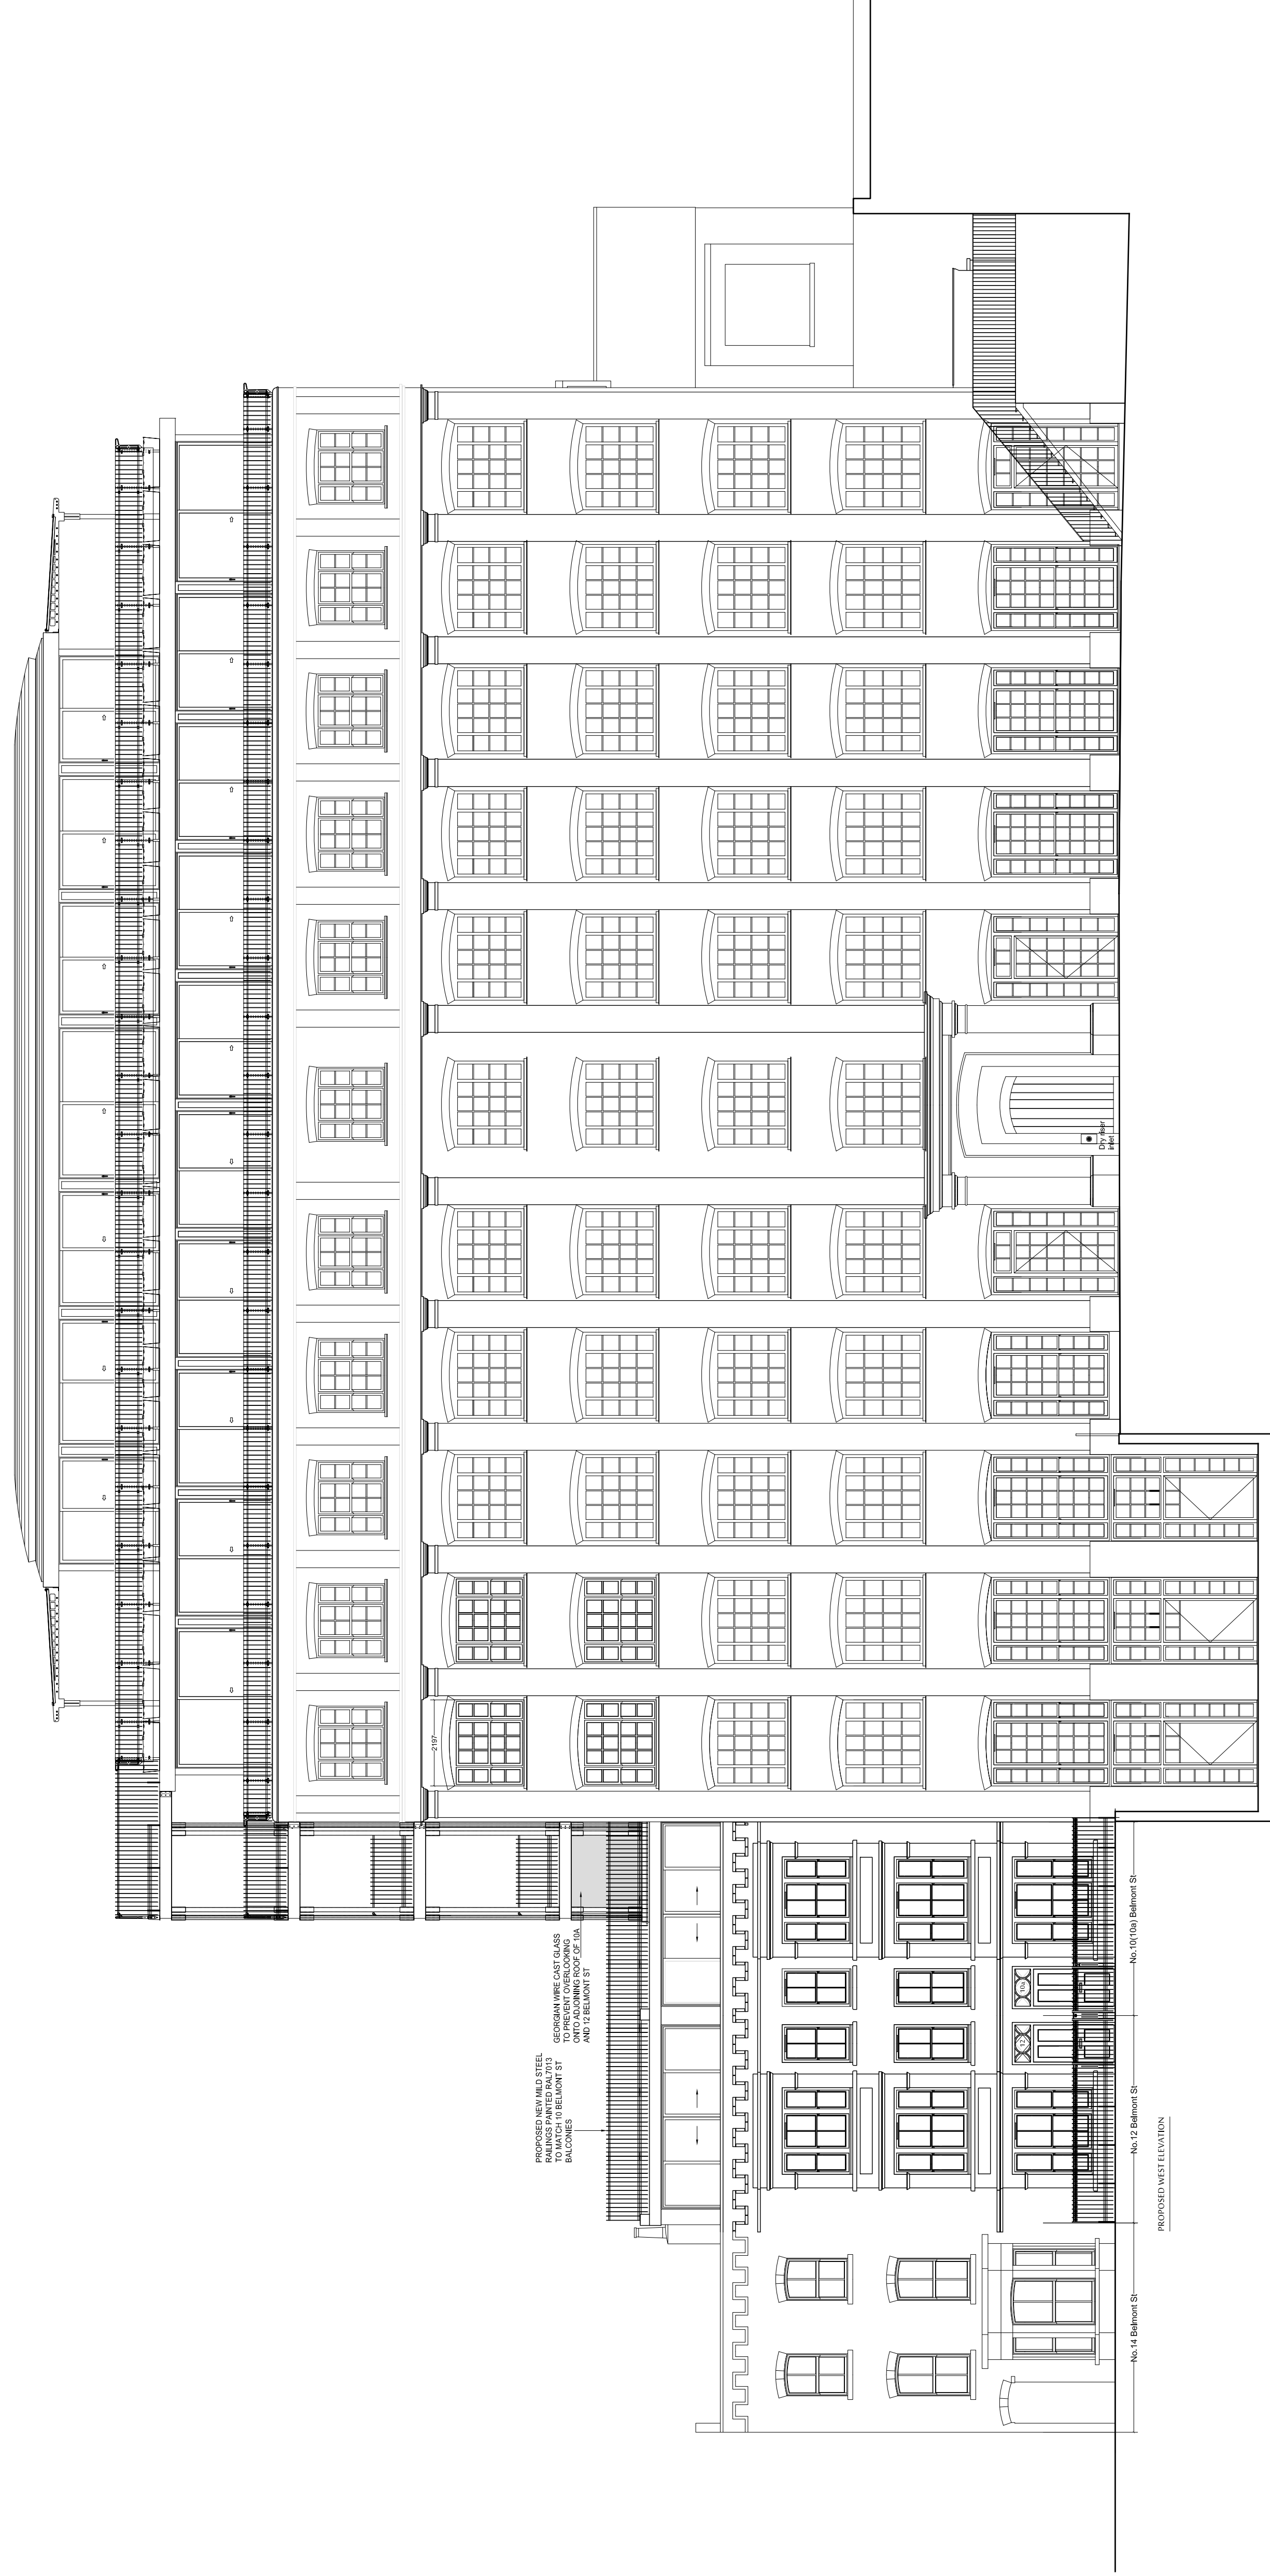 PROPOSED NEW MILD STEEL
RAILINGS PAINTED RAL7013
TO MATCH 10 BELMONT ST
BALCONIES
GEORGIAN WIRE CAST GLASS
TO PREVENT OVERLOOKING
ONTO ADJOINING ROOF OF 10A
AND 12 BELMONT ST
2197
Dry riser
inlet
12
10a
No.14 Belmont St
No.12 Belmont St
No.10(10a) Belmont St
PROPOSED WEST ELEVATION